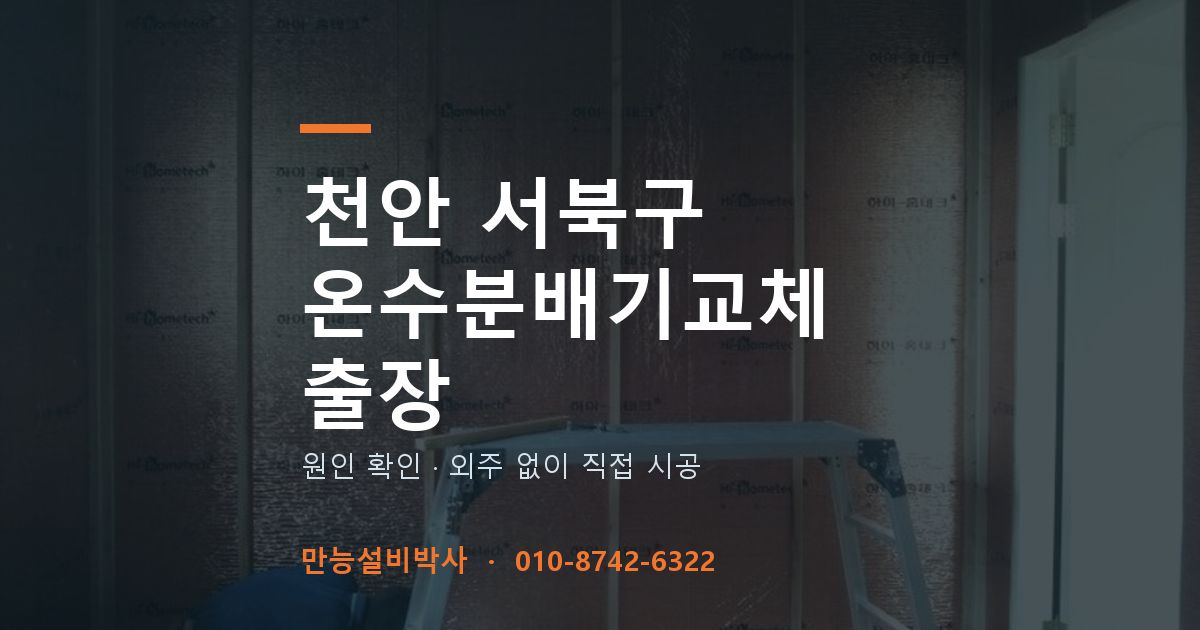 천안 서북구
온수분배기교체
출장
원인 확인 · 외주 없이 직접 시공
만능설비박사 · 010-8742-6322